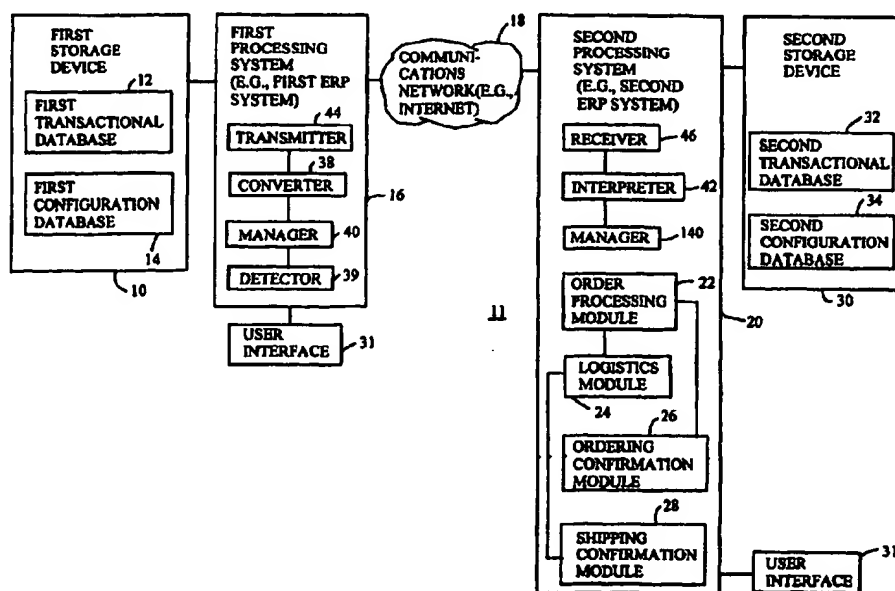 FIRST
STORAGE
DEVICE
12
FIRST
TRANSACTIONAL
DATABASE
FIRST
CONFIGURATION
DATABASE
14
10
FIRST
PROCESSING
SYSTEM
(E.G., FIRST ERP
SYSTEM)
44
TRANSMITTER
38
CONVERTER
16
MANAGER
40
DETECTOR
39
USER
INTERFACE
31
18
COMMUNI-
CATIONS
NETWORK(E.G.,
INTERNET)
11
SECOND
PROCESSING
SYSTEM
(E.G., SECOND
ERP SYSTEM)
RECEIVER
46
INTERPRETER
42
MANAGER
140
ORDER
PROCESSING
MODULE
22
20
LOGISTICS
MODULE
24
26
ORDERING
CONFIRMATION
MODULE
28
SHIPPING
CONFIRMATION
MODULE
SECOND
STORAGE
DEVICE
32
SECOND
TRANSACTIONAL
DATABASE
34
SECOND
CONFIGURATION
DATABASE
30
USER
INTERFACE
31